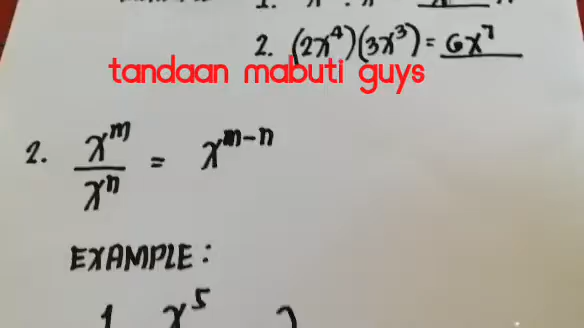 2. (2x⁴)(3x³) = 6x⁷
tandaan mabuti guys
2. xᵐ/xⁿ = xᵐ⁻ⁿ
EXAMPLE:
1. x⁵